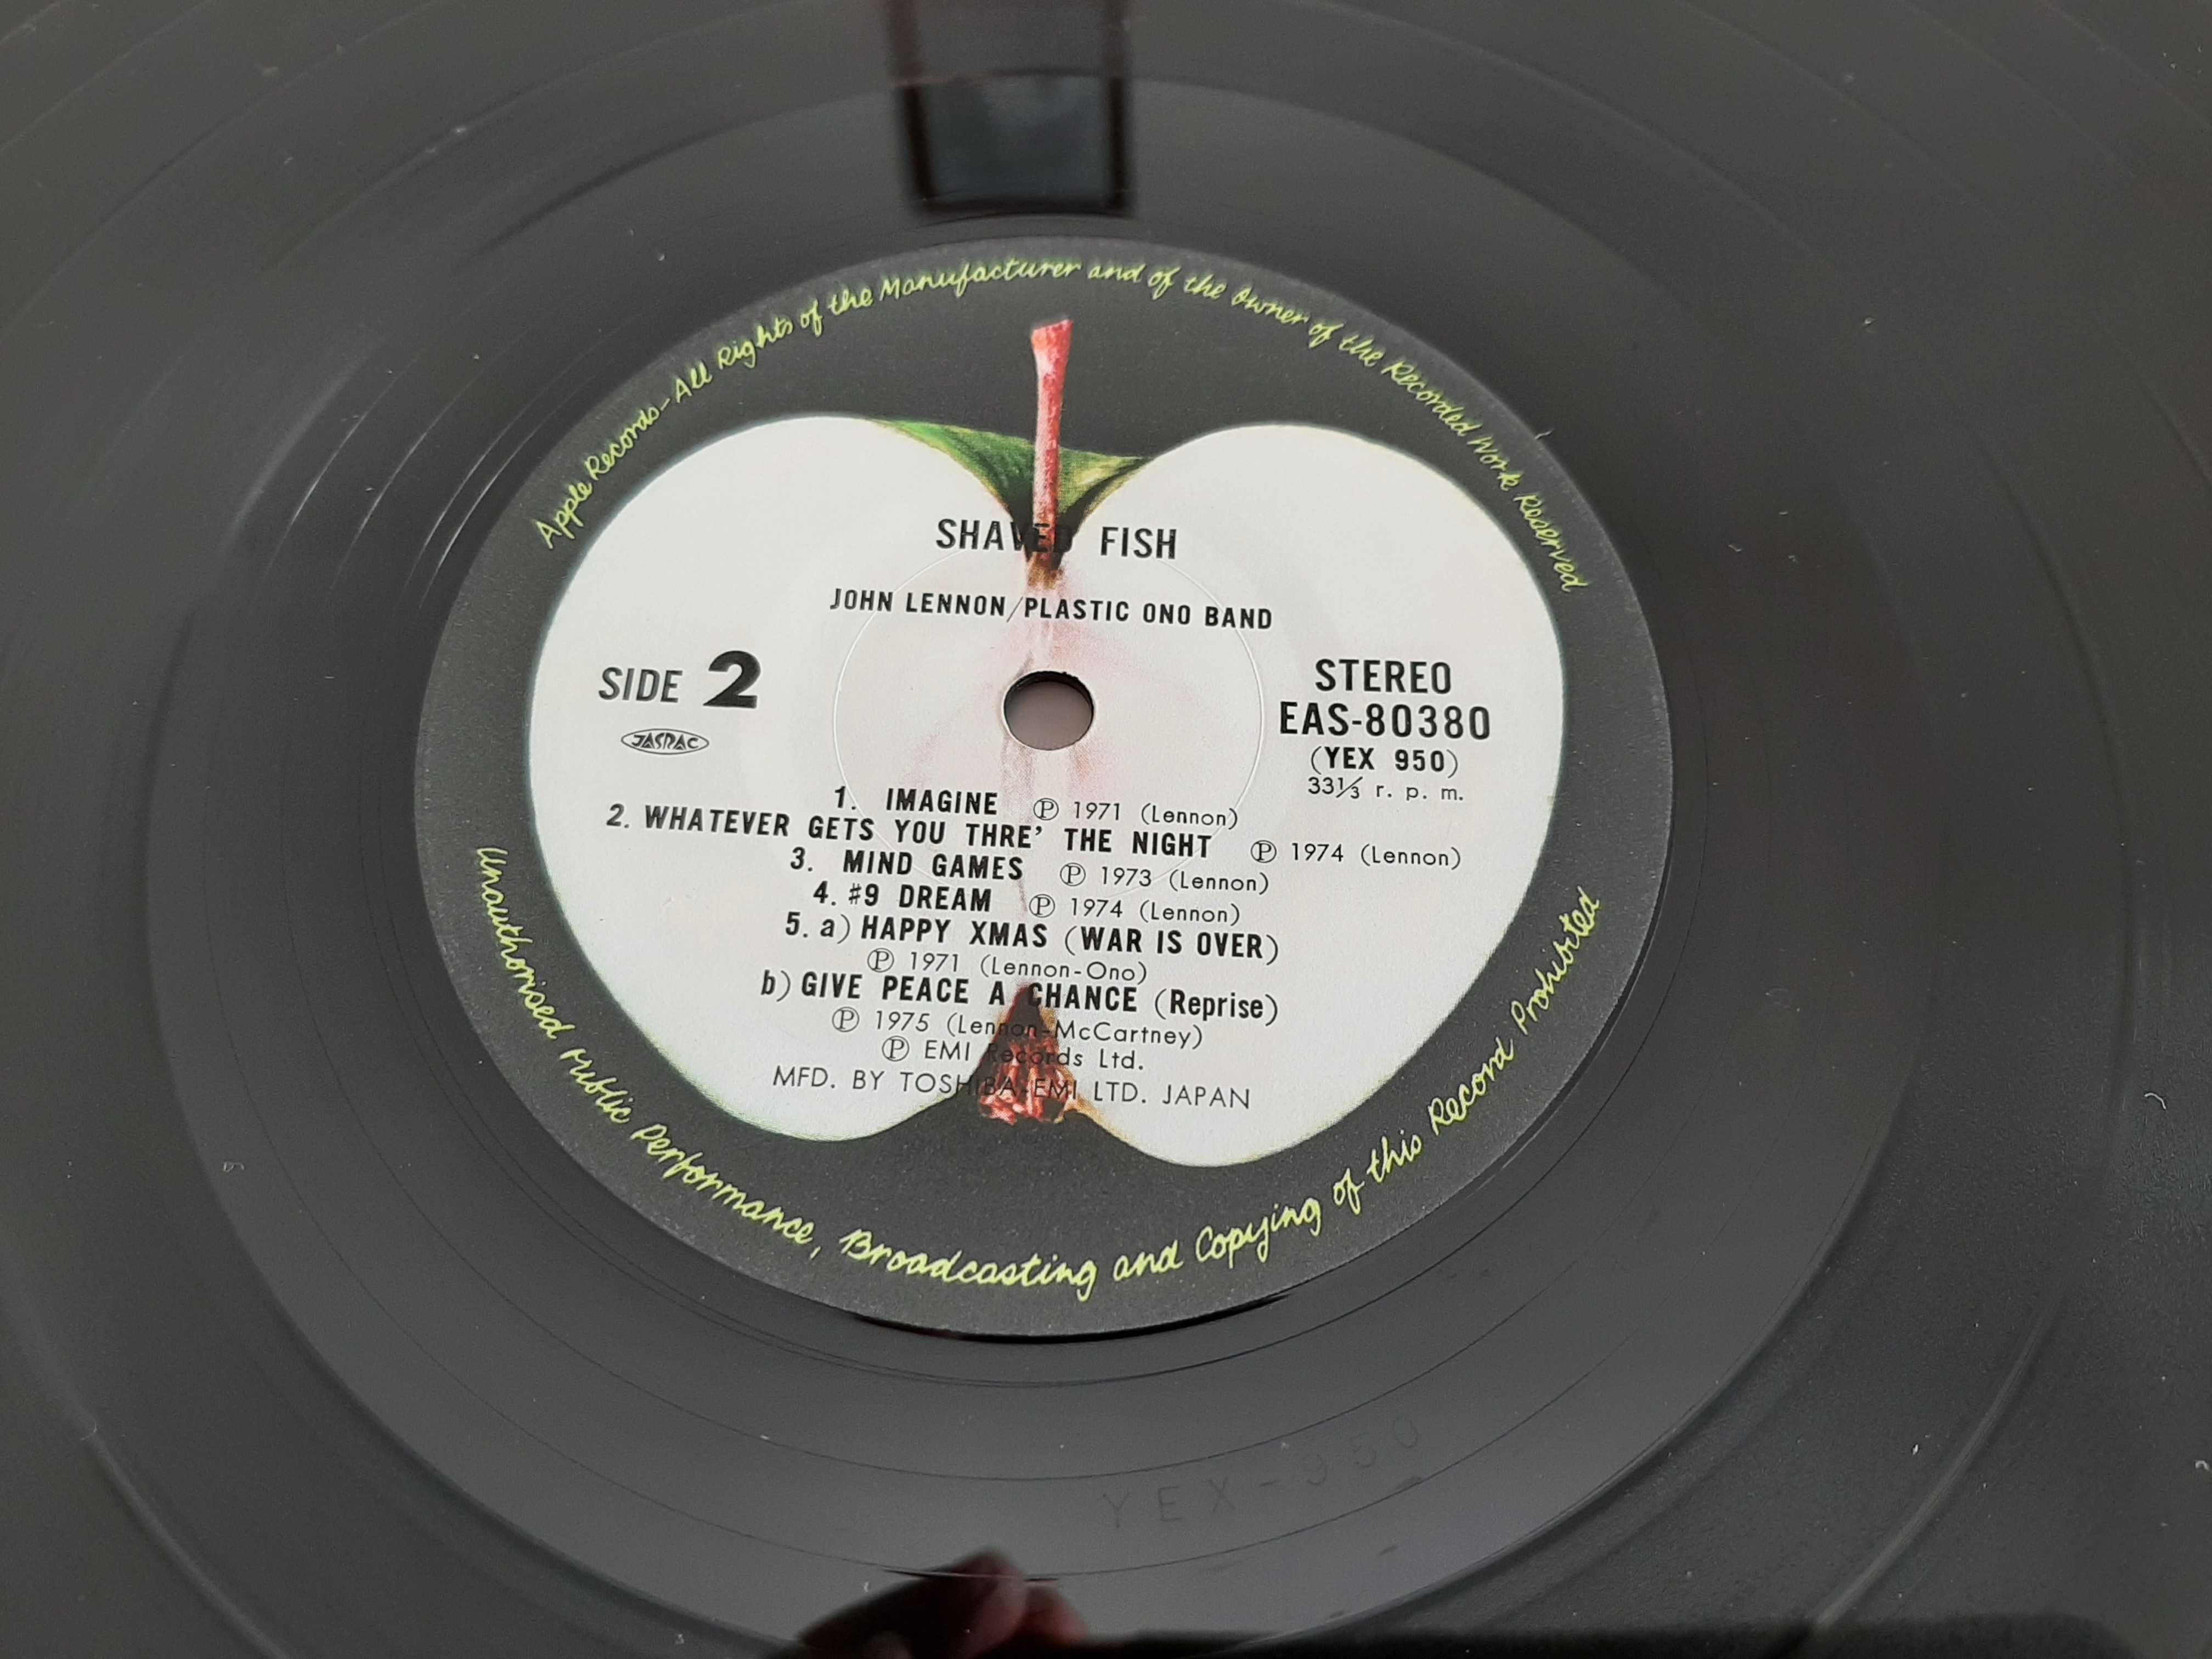 Apple Records-All Rights of the Manufacturer and of the Owner of the Recorded Work Reserved
SHAVED FISH
JOHN LENNON/PLASTIC ONO BAND
SIDE 2
JASRAC
STEREO
EAS-80380
(YEX 950)
33⅓ r. p. m.
1. IMAGINE ℗ 1971 (Lennon)
2. WHATEVER GETS YOU THRE' THE NIGHT ℗ 1974 (Lennon)
3. MIND GAMES ℗ 1973 (Lennon)
4. #9 DREAM ℗ 1974 (Lennon)
5. a) HAPPY XMAS (WAR IS OVER)
℗ 1971 (Lennon-Ono)
b) GIVE PEACE A CHANCE (Reprise)
℗ 1975 (Lennon-McCartney)
℗ EMI Records Ltd.
MFD. BY TOSHIBA-EMI LTD. JAPAN
Unauthorised Public Performance, Broadcasting and Copying of this Record Prohibited
YEX-950